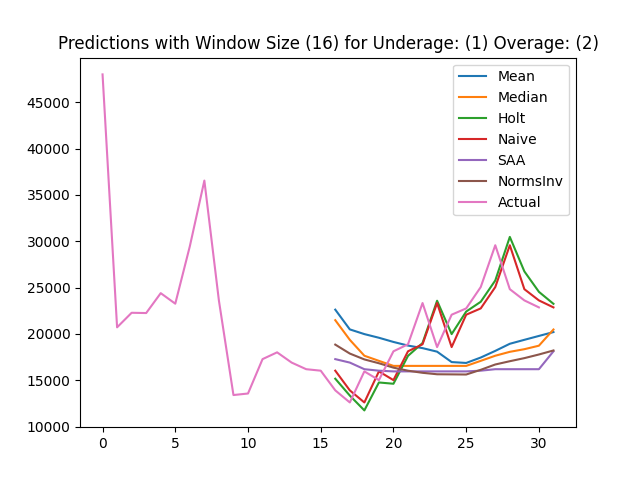 Predictions with Window Size (16) for Underage: (1) Overage: (2)
45000
40000
35000
30000
25000
20000
15000
10000
0 5 10 15 20 25 30
Mean
Median
Holt
Naive
SAA
NormsInv
Actual